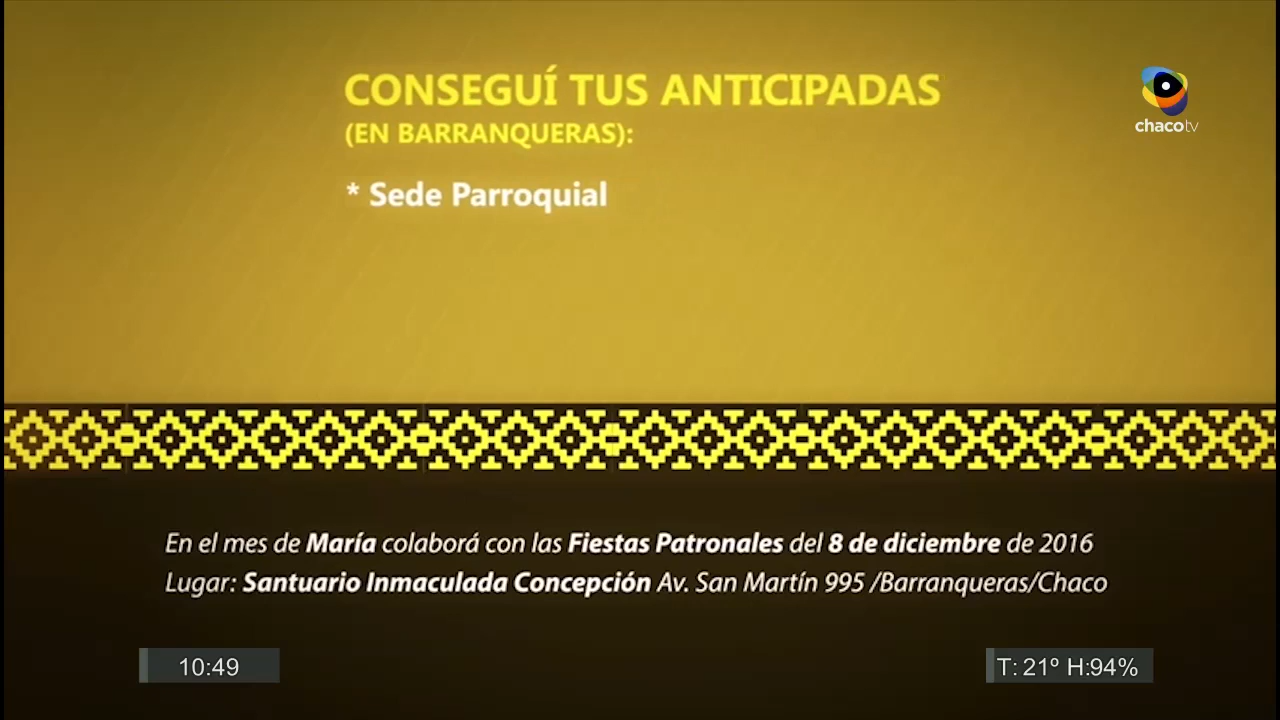 CONSEGUÍ TUS ANTICIPADAS
(EN BARRANQUERAS):
* Sede Parroquial
chacotv
En el mes de María colaborá con las Fiestas Patronales del 8 de diciembre de 2016
Lugar: Santuario Inmaculada Concepción Av. San Martín 995 /Barranqueras/Chaco
10:49
T: 21º H:94%